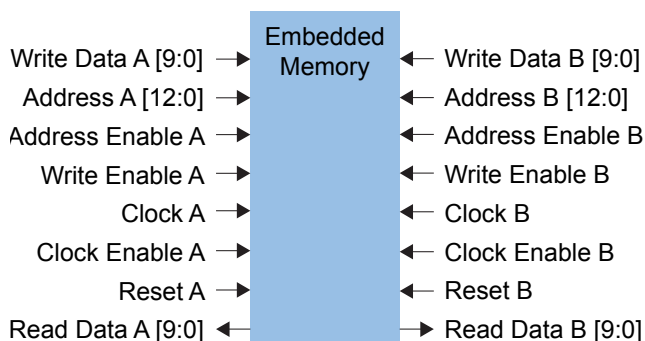 Embedded
Memory
Write Data A [9:0]
Address A [12:0]
Address Enable A
Write Enable A
Clock A
Clock Enable A
Reset A
Read Data A [9:0]
Write Data B [9:0]
Address B [12:0]
Address Enable B
Write Enable B
Clock B
Clock Enable B
Reset B
Read Data B [9:0]